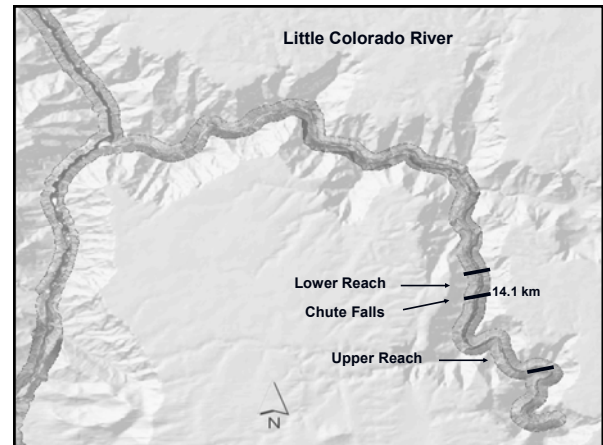 Little Colorado River
Lower Reach
14.1 km
Chute Falls
Upper Reach
N